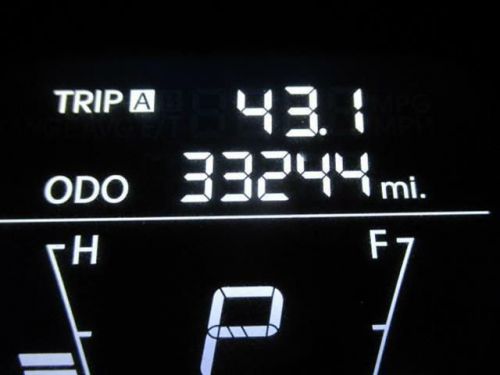 TRIP A 43.1
ODO 33244 mi.
H F
P